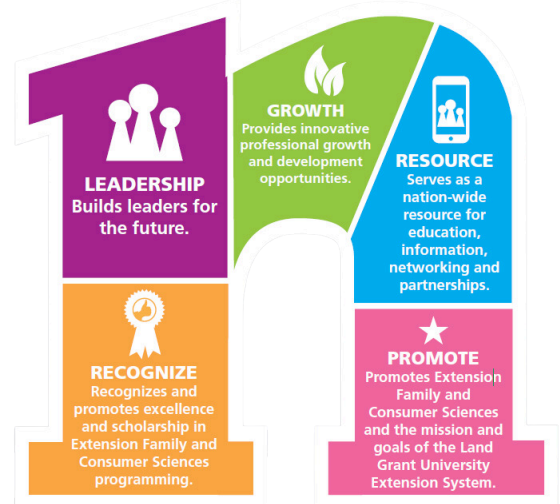 LEADERSHIP
Builds leaders for
the future.
GROWTH
Provides innovative
professional growth
and development
opportunities.
RESOURCE
Serves as a
nation-wide
resource for
education,
information,
networking and
partnerships.
RECOGNIZE
Recognizes and
promotes excellence
and scholarship in
Extension Family and
Consumer Sciences
programming.
PROMOTE
Promotes Extension
Family and
Consumer Sciences
and the mission and
goals of the Land
Grant University
Extension System.